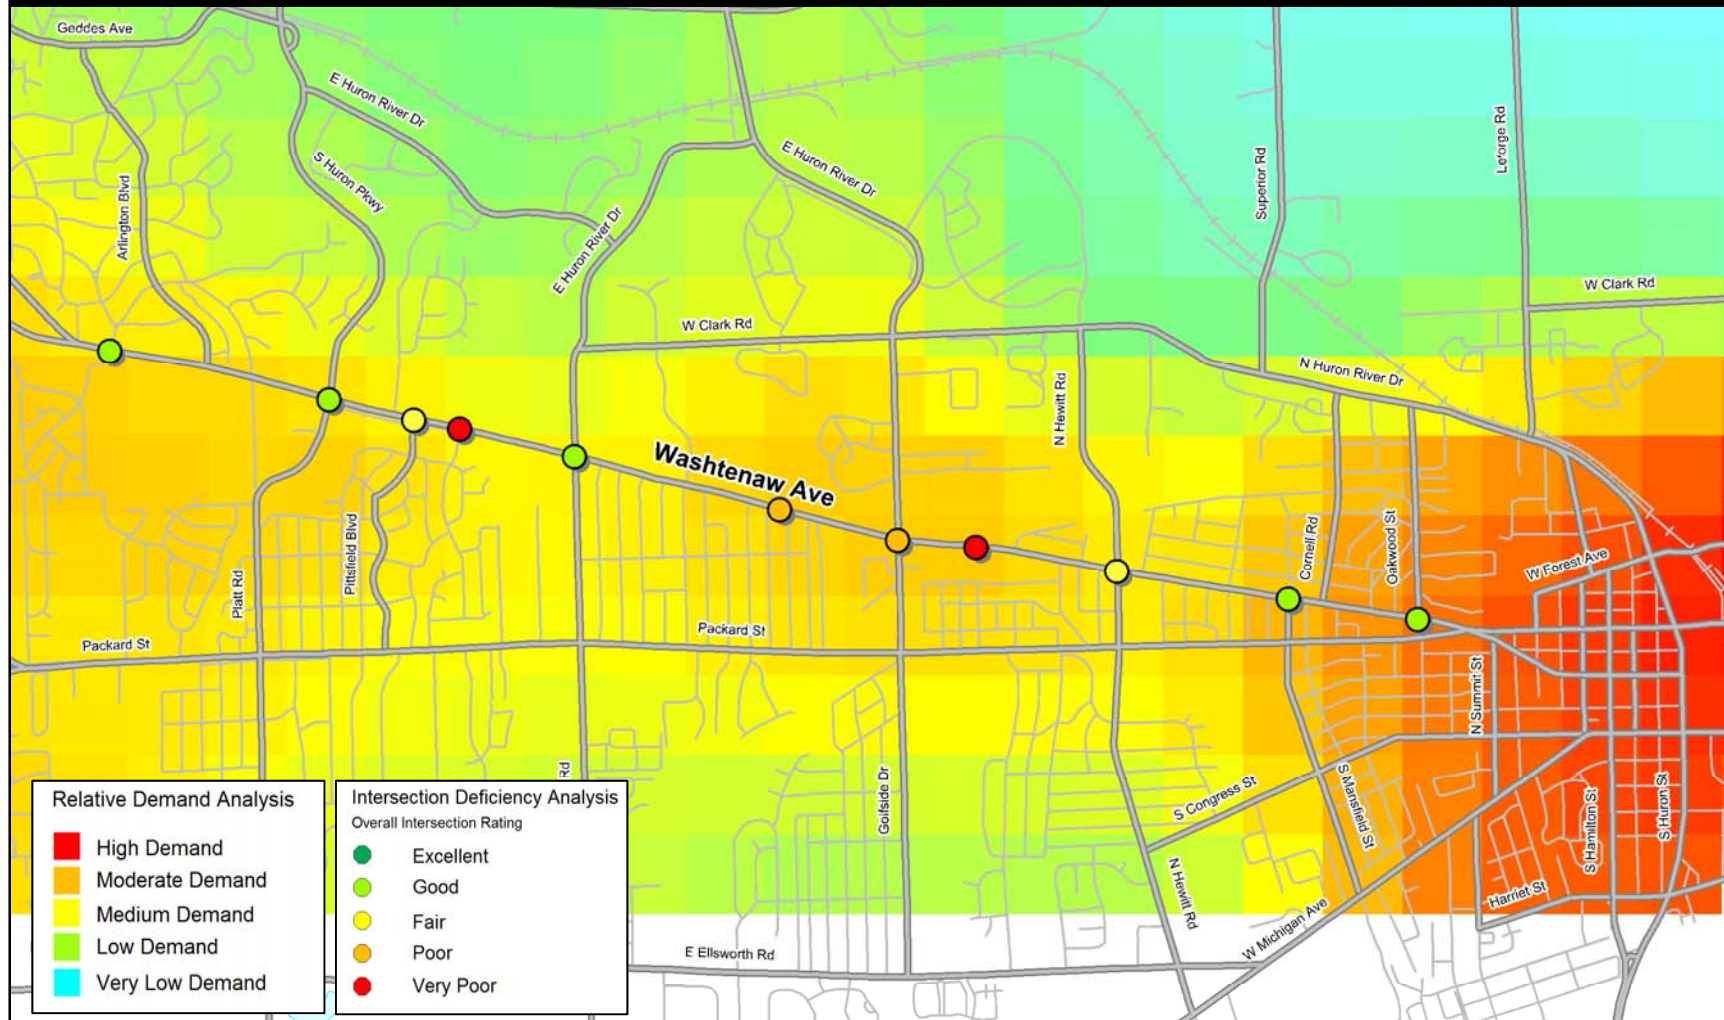 Geddes Ave
E Huron River Dr
S Huron Pkwy
Arlington Blvd
E Huron River Dr
E Huron River Dr
Superior Rd
Leforge Rd
W Clark Rd
W Clark Rd
N Huron River Dr
N Hewitt Rd
Washtenaw Ave
Platt Rd
Pittsfield Blvd
Cornell Rd
Oakwood St
W Forest Ave
Packard St
Packard St
N Summit St
Rd
Golfside Dr
S Congress St
S Mansfield St
S Hamilton St
S Huron St
N Hewitt Rd
Harriet St
W Michigan Ave
E Ellsworth Rd
Relative Demand Analysis
High Demand
Moderate Demand
Medium Demand
Low Demand
Very Low Demand
Intersection Deficiency Analysis
Overall Intersection Rating
Excellent
Good
Fair
Poor
Very Poor